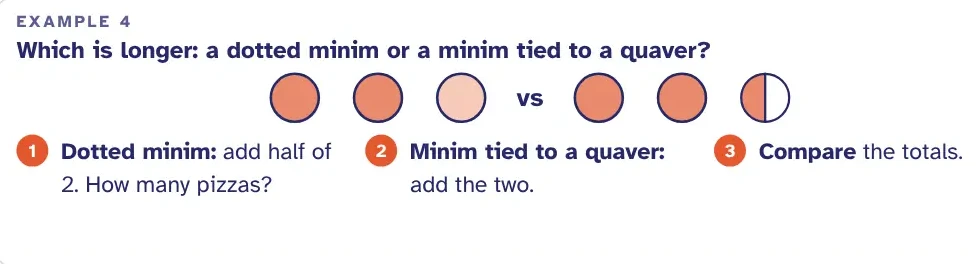 EXAMPLE 4
Which is longer: a dotted minim or a minim tied to a quaver?
vs
1 Dotted minim: add half of
2. How many pizzas?
2 Minim tied to a quaver:
add the two.
3 Compare the totals.